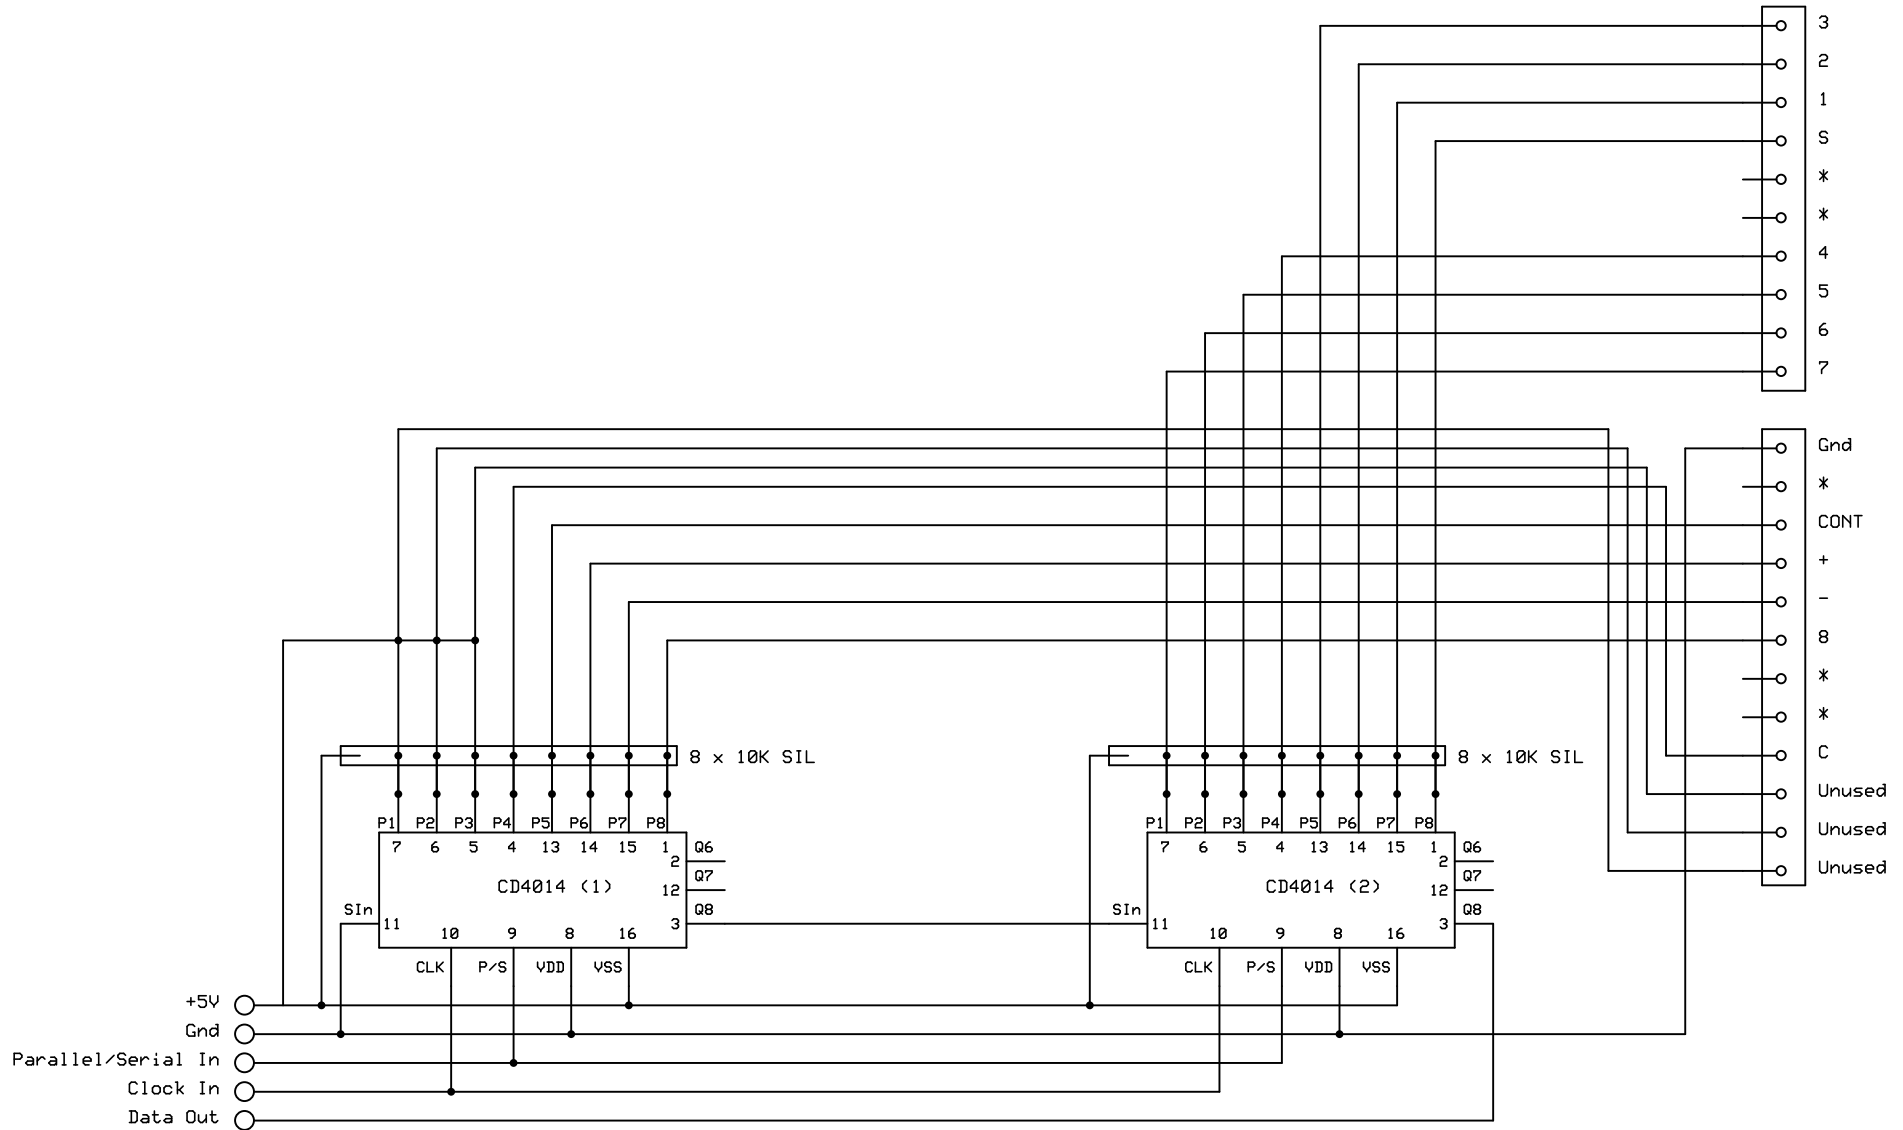 3
2
1
S
*
*
4
5
6
7
Gnd
*
CONT
+
-
8
*
*
C
Unused
Unused
Unused
8 x 10K SIL
8 x 10K SIL
P1 P2 P3 P4 P5 P6 P7 P8
7 6 5 4 13 14 15 1
Q6
2
Q7
12
CD4014 (1)
Q8
3
SIn
11
10 9 8 16
CLK P/S VDD VSS
P1 P2 P3 P4 P5 P6 P7 P8
7 6 5 4 13 14 15 1
Q6
2
Q7
12
CD4014 (2)
Q8
3
SIn
11
10 9 8 16
CLK P/S VDD VSS
+5V
Gnd
Parallel/Serial In
Clock In
Data Out